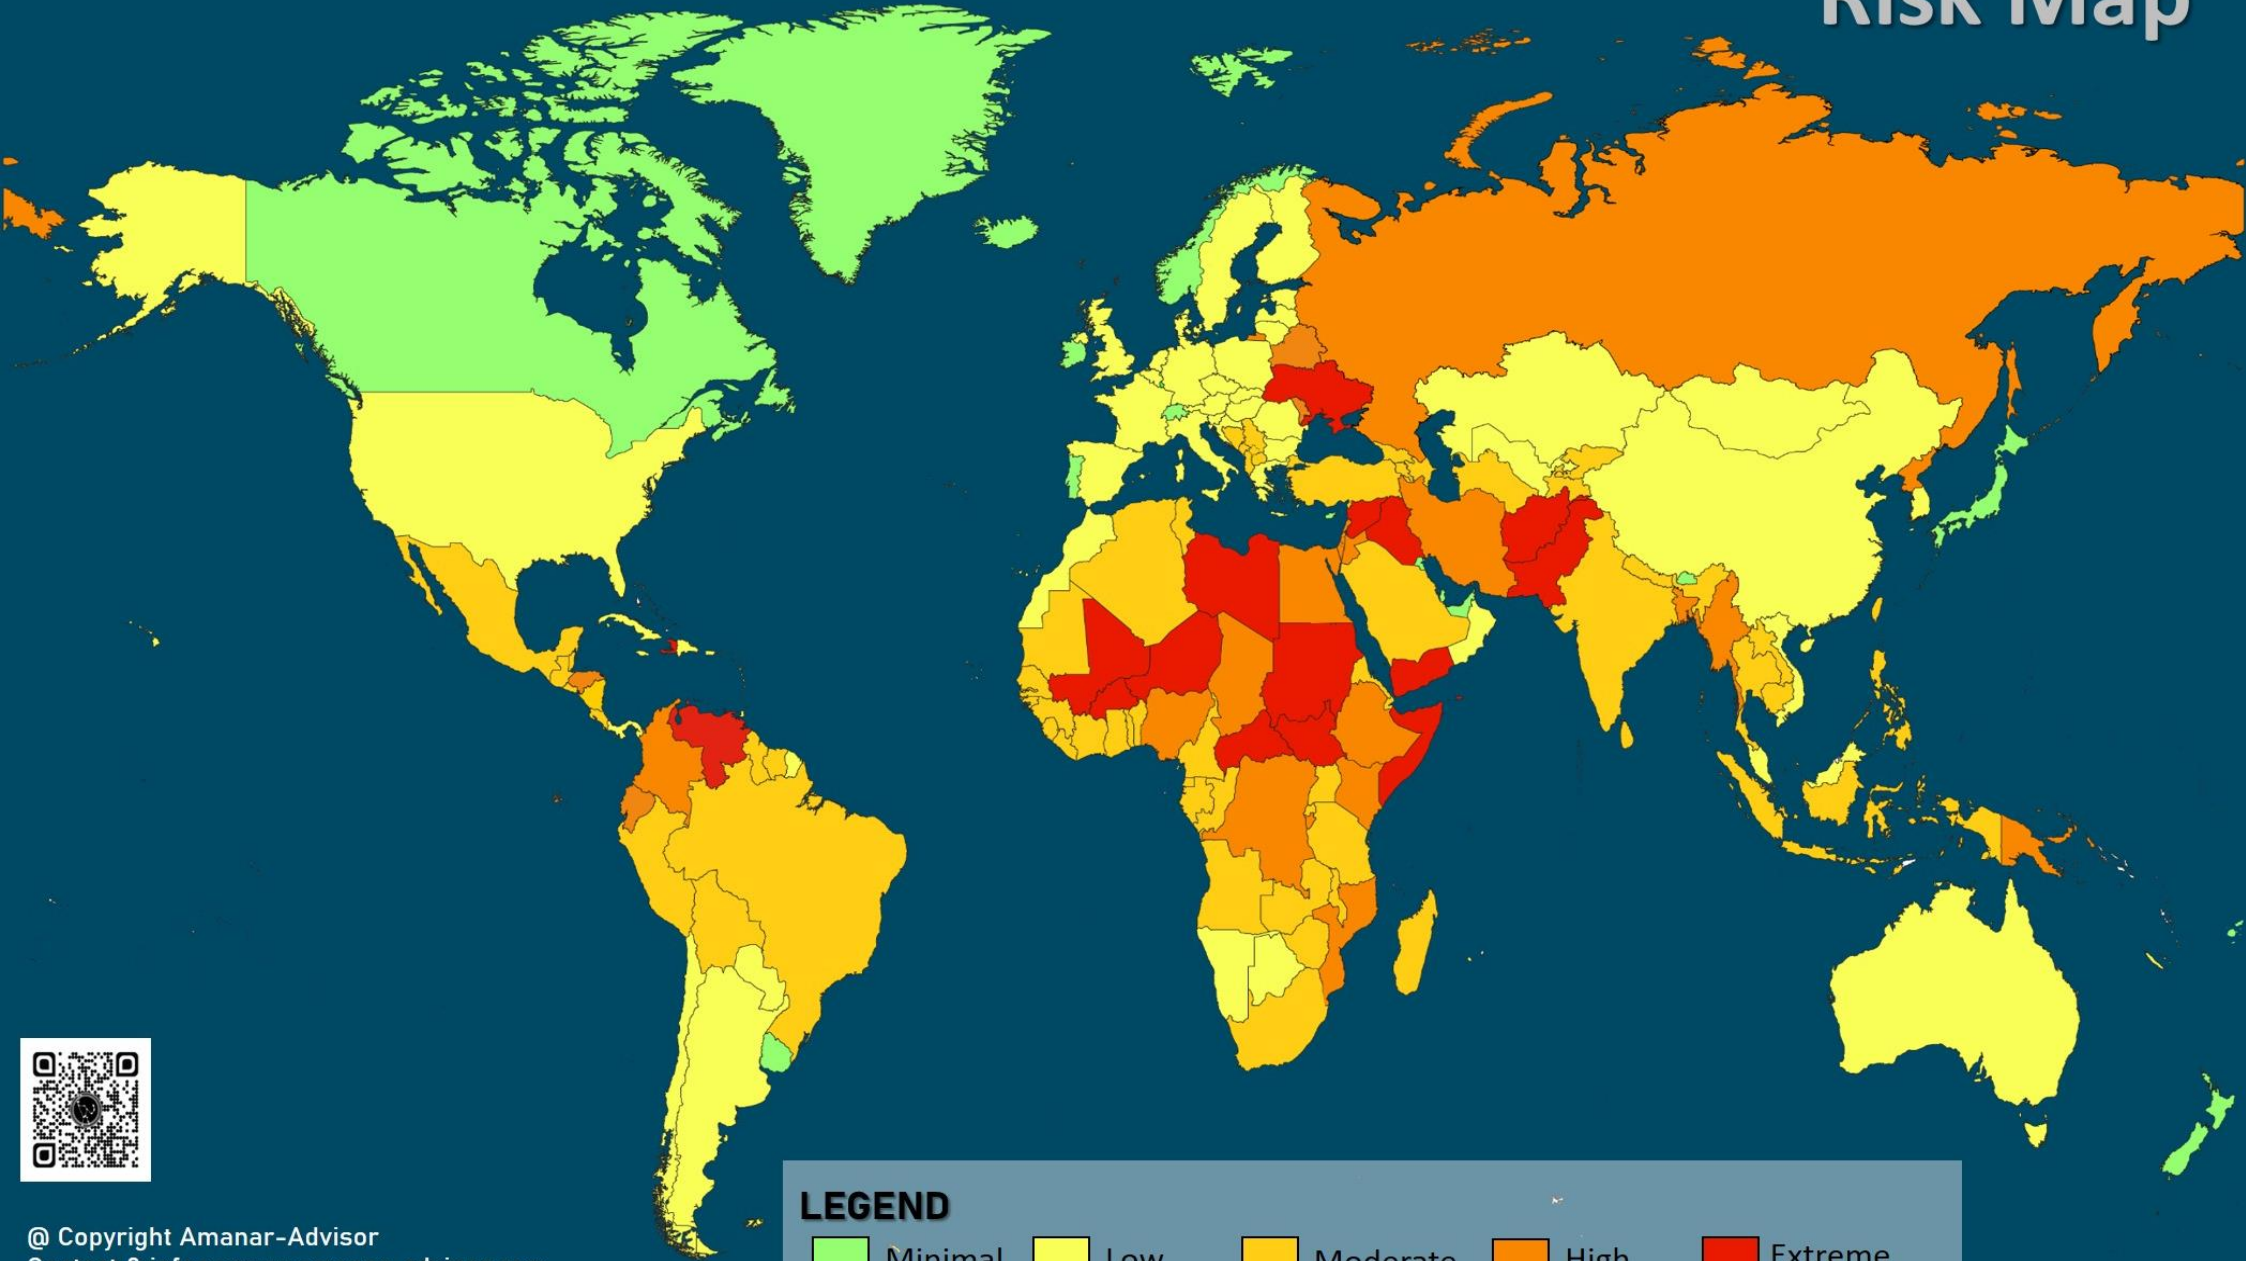 Risk Map
@ Copyright Amanar-Advisor
LEGEND
Minimal
Low
Moderate
High
Extreme